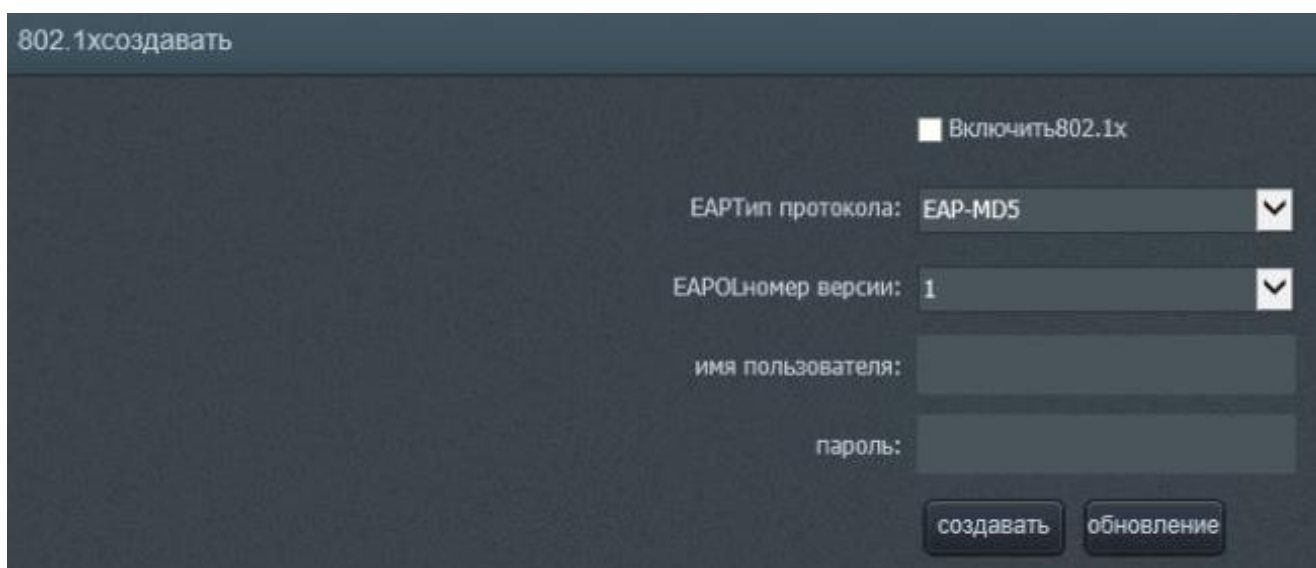 802.1xсоздавать
Включить802.1x
EAPТип протокола: EAP-MD5
EAPOLномер версии: 1
имя пользователя:
пароль:
создавать обновление